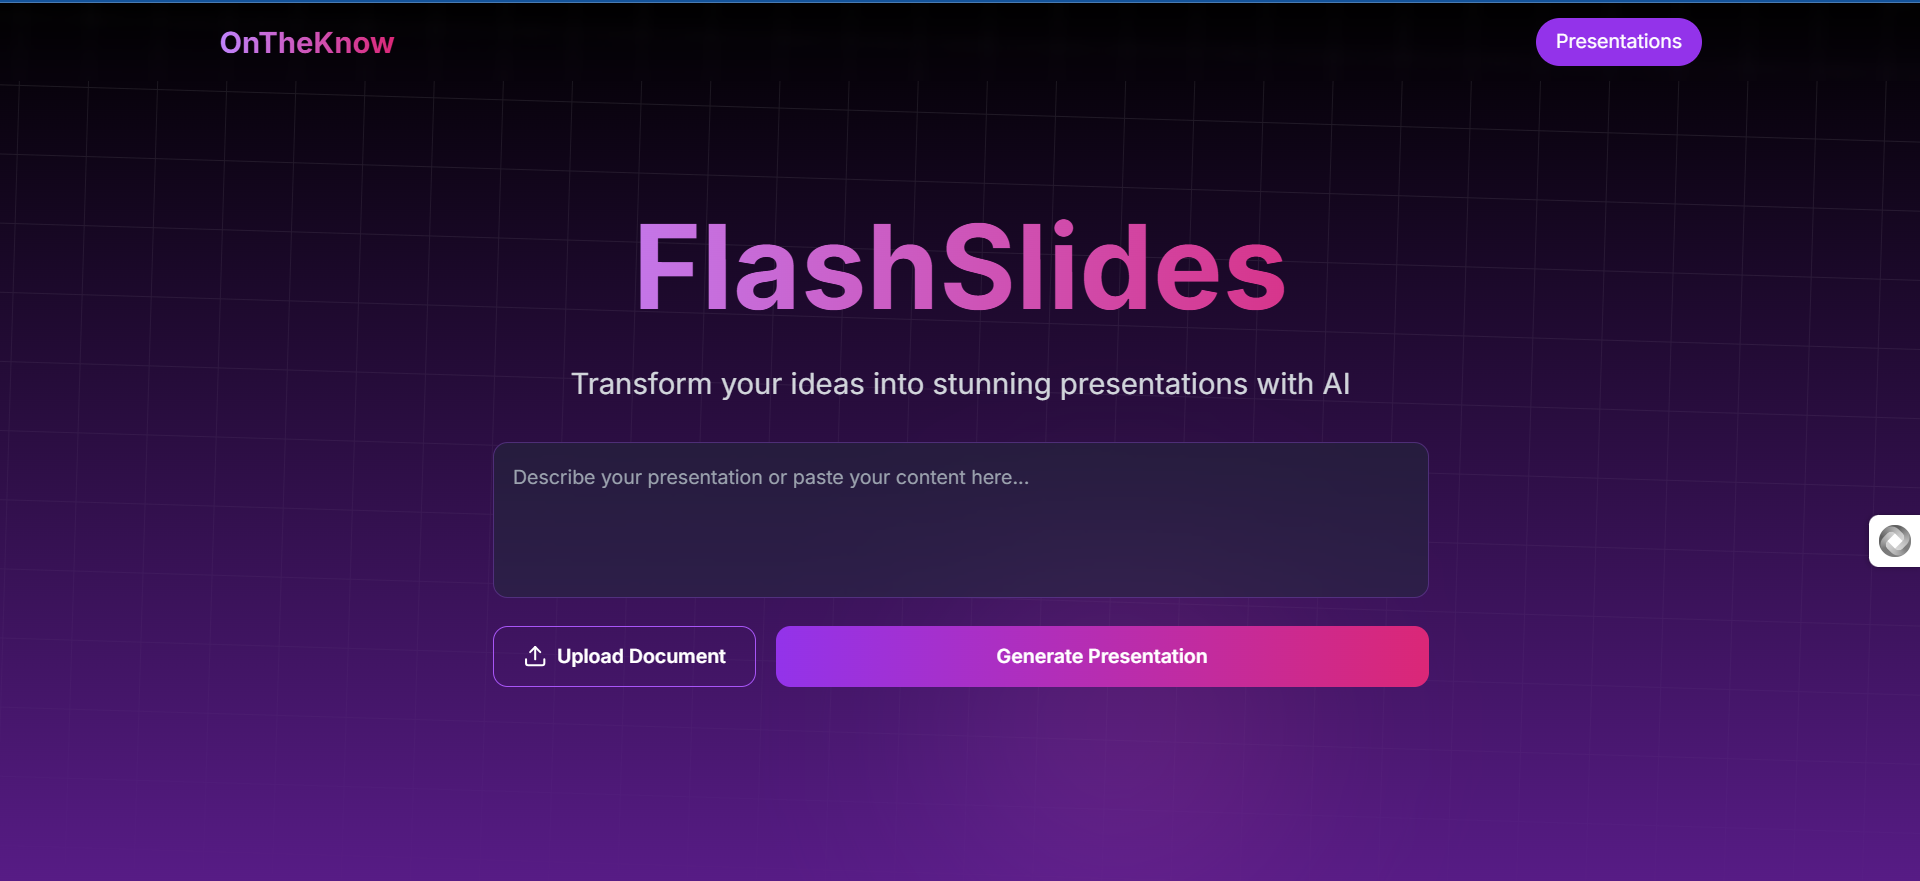 OnTheKnow
Presentations
FlashSlides
Transform your ideas into stunning presentations with AI
Describe your presentation or paste your content here...
Upload Document
Generate Presentation